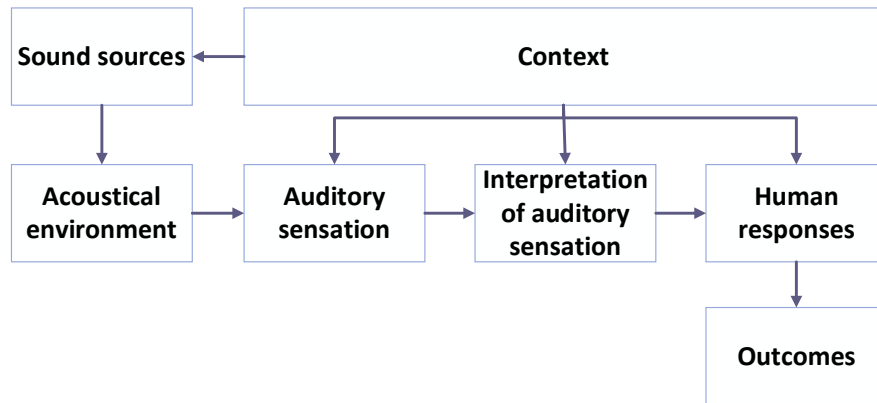 Sound sources
Context
Acoustical
environment
Auditory
sensation
Interpretation
of auditory
sensation
Human
responses
Outcomes